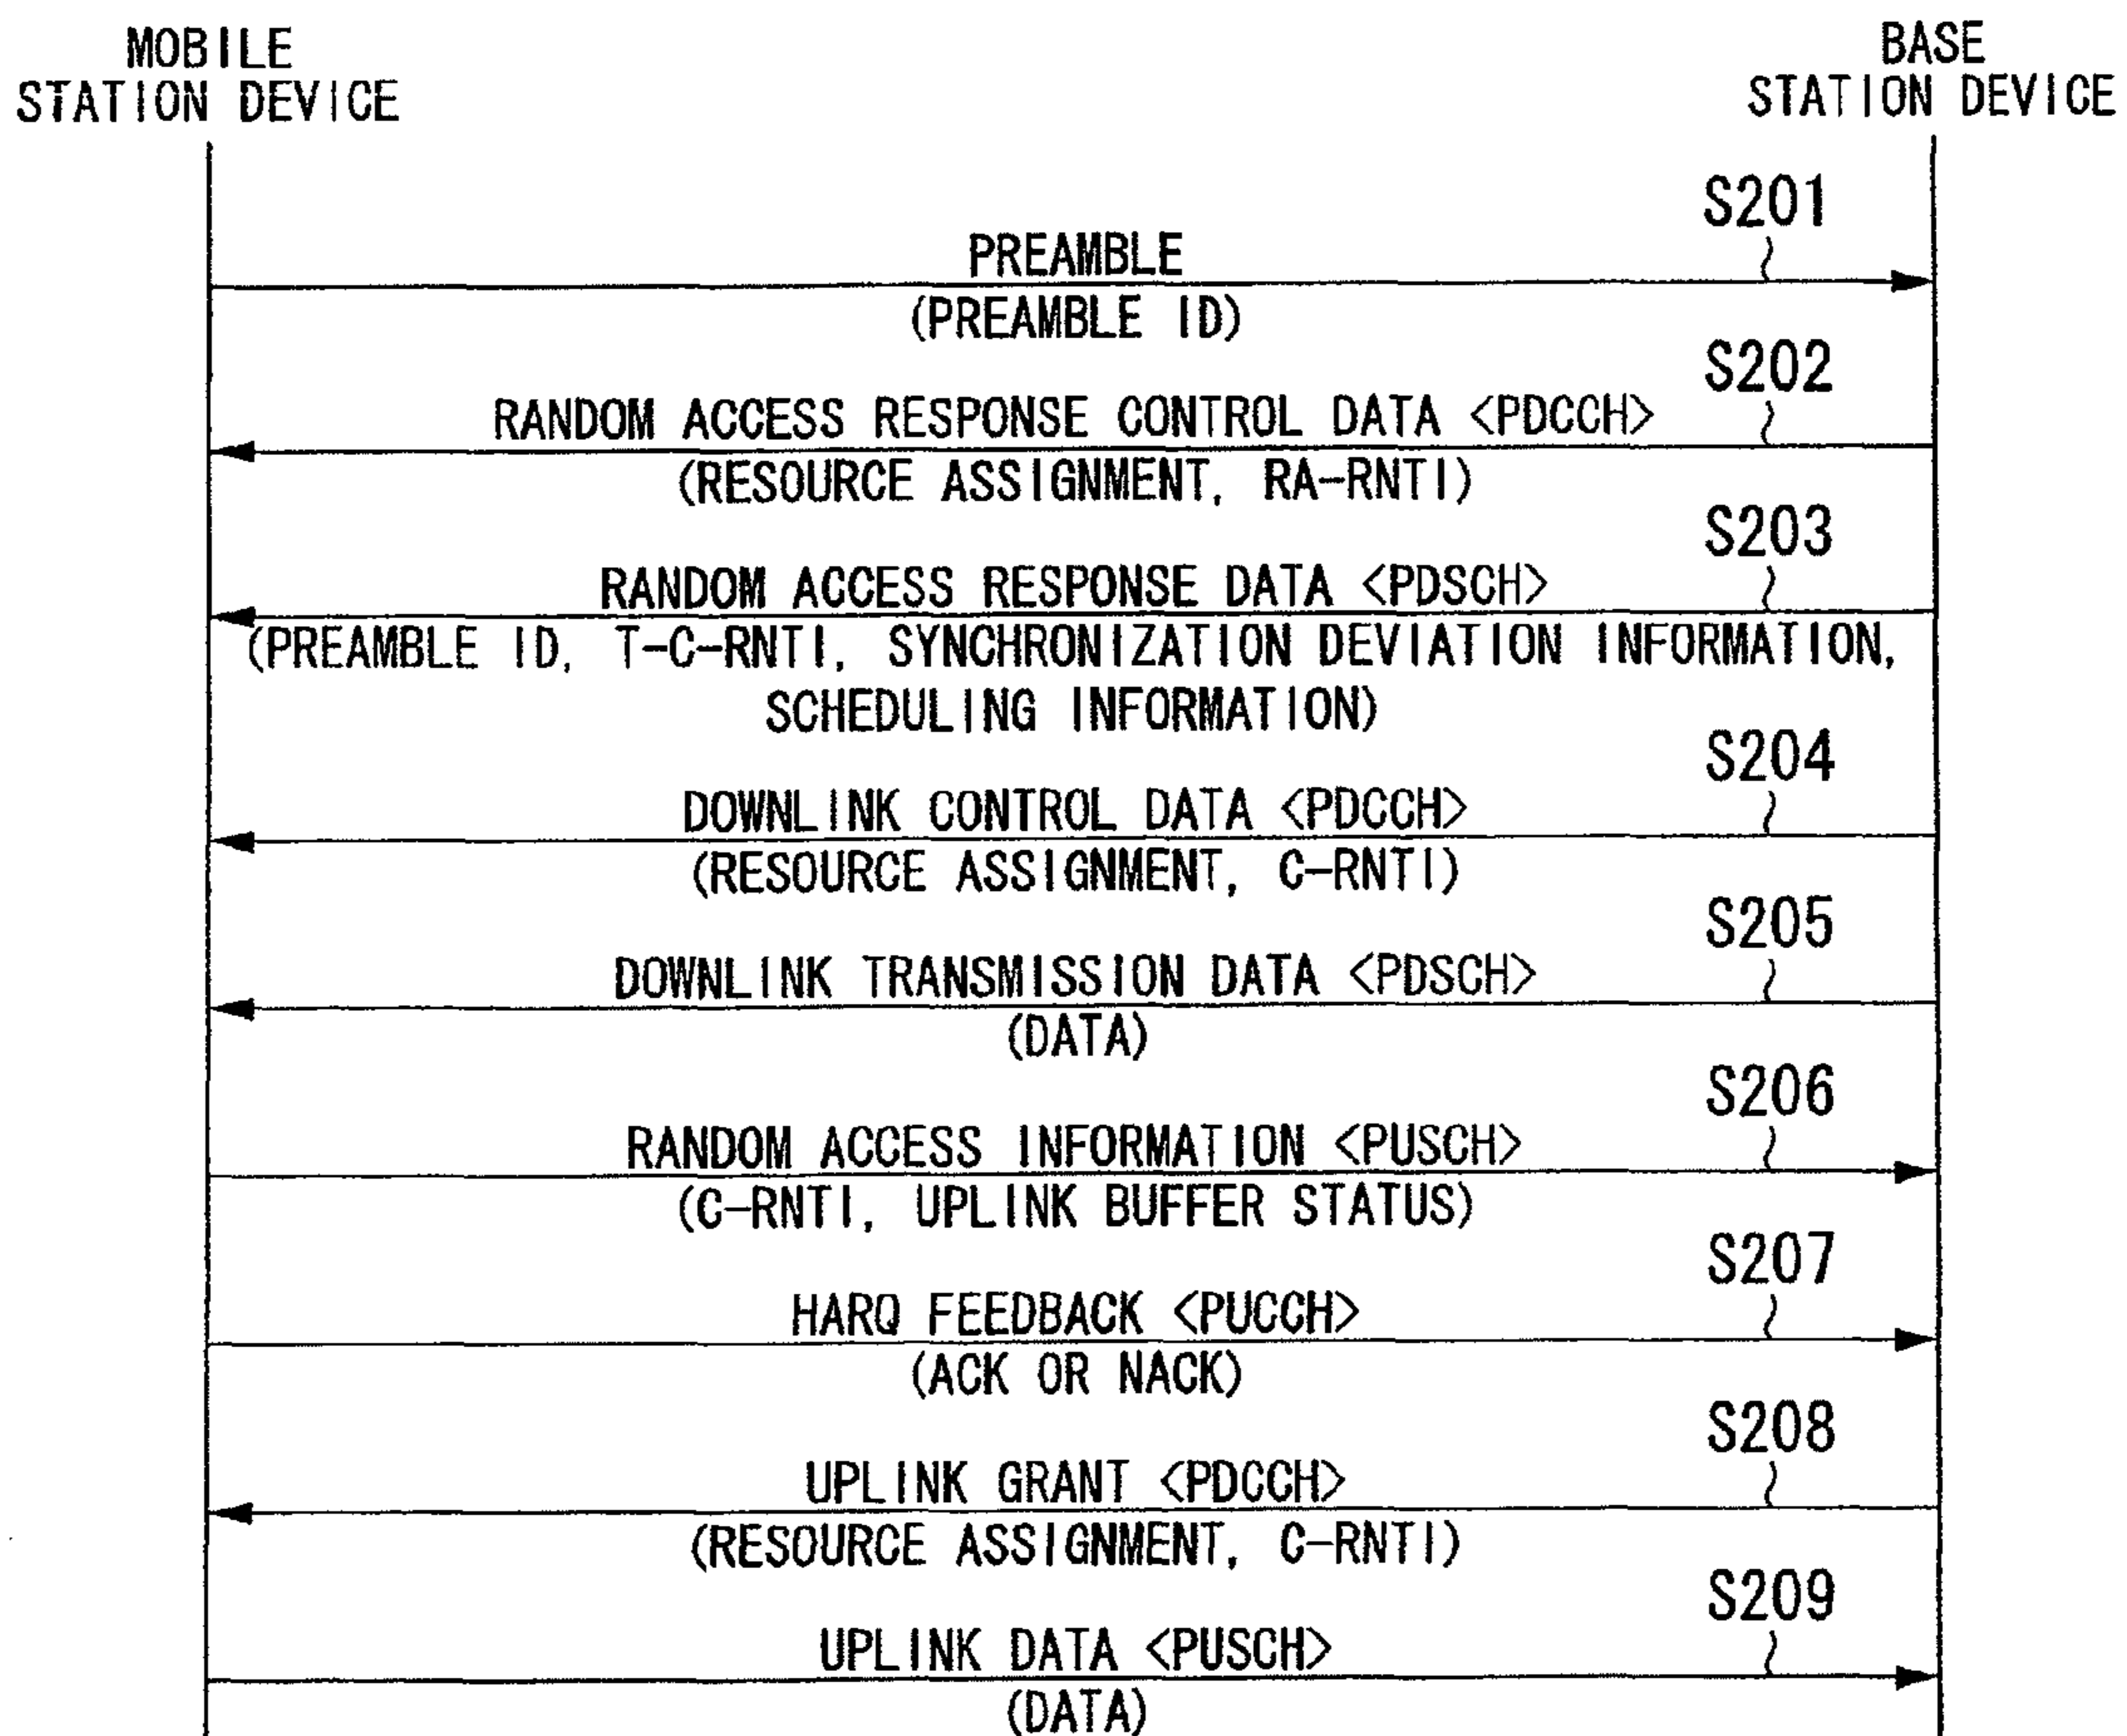 MOBILE
STATION DEVICE
BASE
STATION DEVICE
S201
PREAMBLE
(PREAMBLE ID)
S202
RANDOM ACCESS RESPONSE CONTROL DATA <PDCCH>
(RESOURCE ASSIGNMENT, RA-RNTI)
S203
RANDOM ACCESS RESPONSE DATA <PDSCH>
(PREAMBLE ID, T-C-RNTI, SYNCHRONIZATION DEVIATION INFORMATION,
SCHEDULING INFORMATION)
S204
DOWNLINK CONTROL DATA <PDCCH>
(RESOURCE ASSIGNMENT, C-RNTI)
S205
DOWNLINK TRANSMISSION DATA <PDSCH>
(DATA)
S206
RANDOM ACCESS INFORMATION <PUSCH>
(C-RNTI, UPLINK BUFFER STATUS)
S207
HARQ FEEDBACK <PUCCH>
(ACK OR NACK)
S208
UPLINK GRANT <PDCCH>
(RESOURCE ASSIGNMENT, C-RNTI)
S209
UPLINK DATA <PUSCH>
(DATA)